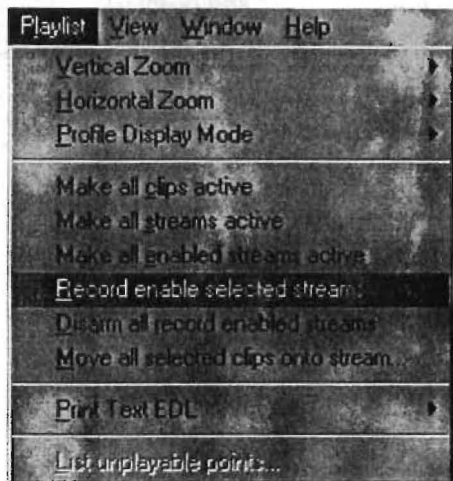 Playlist View Window Help
Vertical Zoom
Horizontal Zoom
Profile Display Mode
Make all clips active
Make all streams active
Make all enabled streams active
Record enable selected streams
Disarm all record enabled streams
Move all selected clips onto stream...
Print Text EDL
List unplayable points...